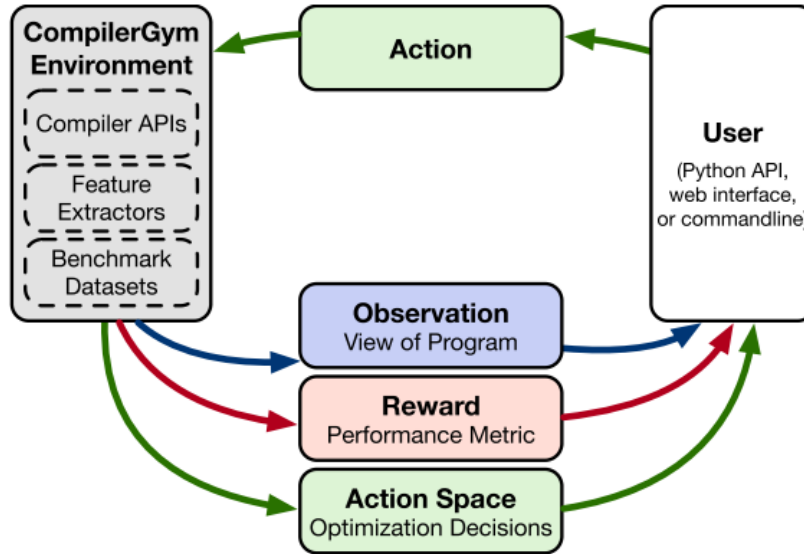 CompilerGym
Environment
Compiler APIs
Feature
Extractors
Benchmark
Datasets
Action
User
(Python API,
web interface,
or commandline)
Observation
View of Program
Reward
Performance Metric
Action Space
Optimization Decisions